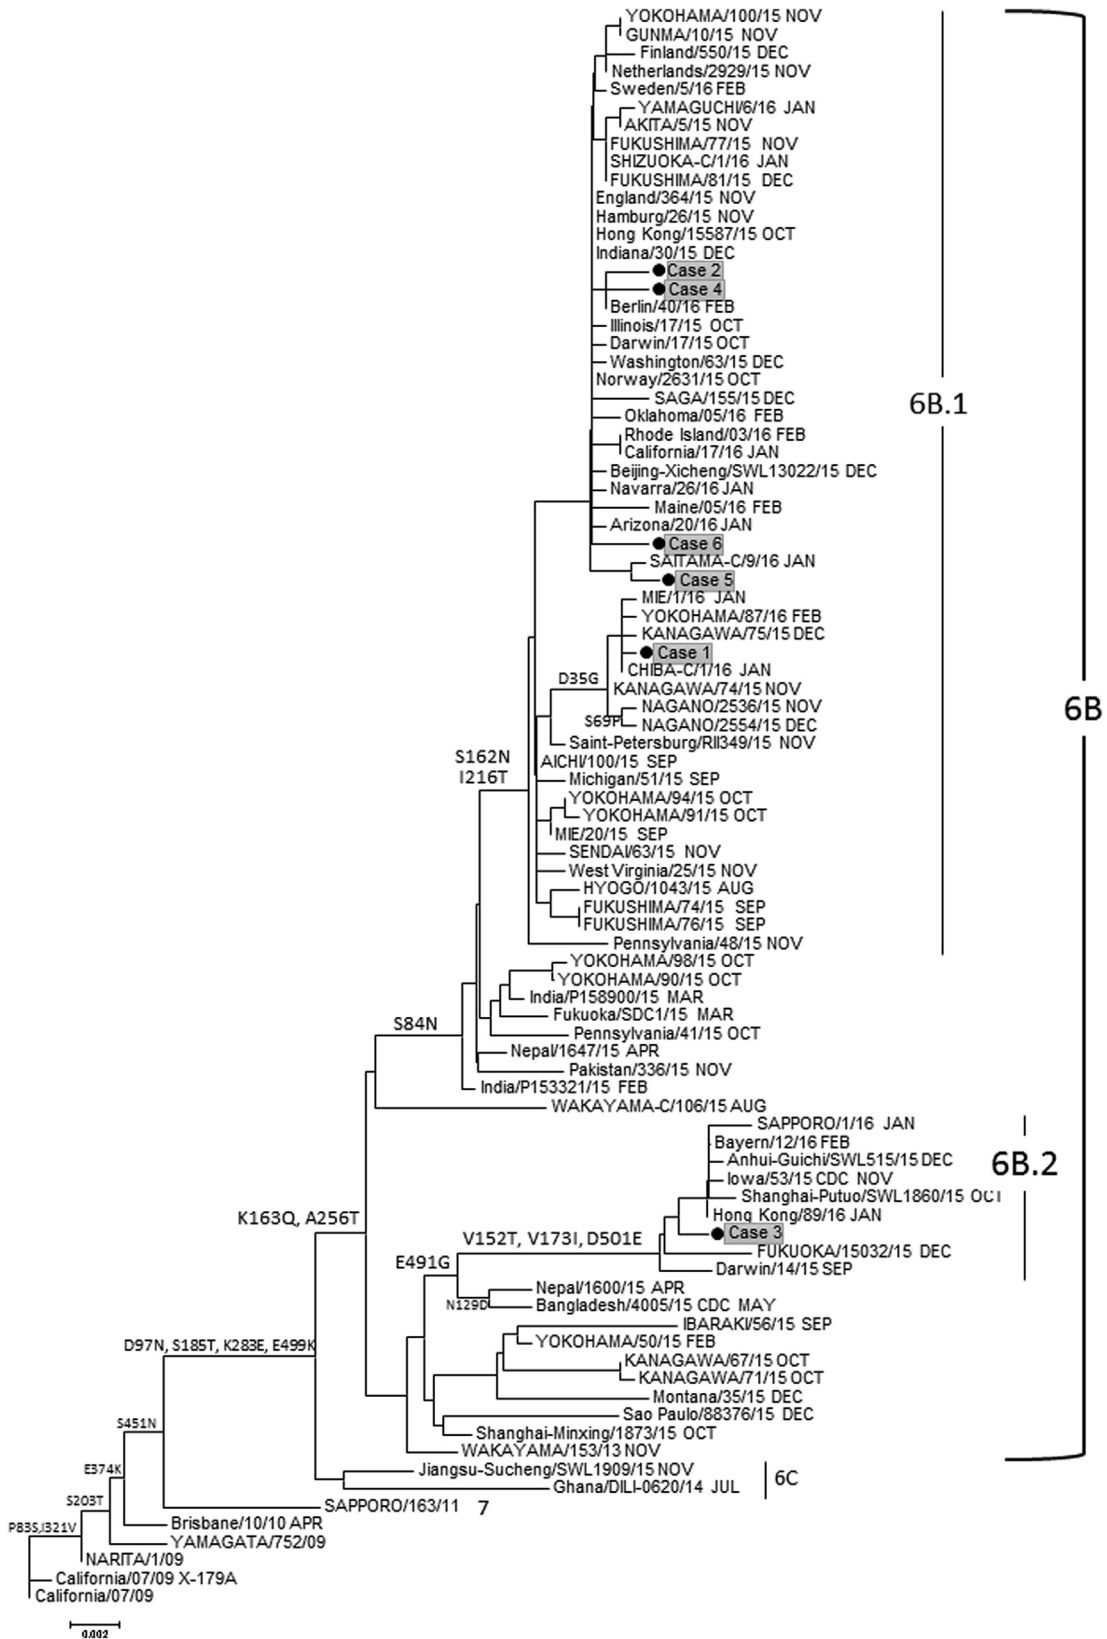 YOKOHAMA/100/15 NOV
GUNMA/10/15 NOV
Finland/550/15 DEC
Netherlands/2929/15 NOV
Sweden/5/16 FEB
YAMAGUCHI/6/16 JAN
AKITA/5/15 NOV
FUKUSHIMA/77/15 NOV
SHIZUOKA-C/1/16 JAN
FUKUSHIMA/81/15 DEC
England/364/15 NOV
Hamburg/26/15 NOV
Hong Kong/15587/15 OCT
Indiana/30/15 DEC
Case 2
Case 4
Berlin/40/16 FEB
Illinois/17/15 OCT
Darwin/17/15 OCT
Washington/63/15 DEC
Norway/2631/15 OCT
SAGA/155/15 DEC
6B.1
Oklahoma/05/16 FEB
Rhode Island/03/16 FEB
California/17/16 JAN
Beijing-Xicheng/SWL13022/15 DEC
Navarra/26/16 JAN
Maine/05/16 FEB
Arizona/20/16 JAN
Case 6
SAITAMA-C/9/16 JAN
Case 5
MIE/1/16 JAN
YOKOHAMA/87/16 FEB
KANAGAWA/75/15 DEC
Case 1
CHIBA-C/1/16 JAN
D35G
KANAGAWA/74/15 NOV
NAGANO/2536/15 NOV
6B
S69P
NAGANO/2554/15 DEC
Saint-Petersburg/RII349/15 NOV
S162N
I216T
AICHI/100/15 SEP
Michigan/51/15 SEP
YOKOHAMA/94/15 OCT
YOKOHAMA/91/15 OCT
MIE/20/15 SEP
SENDAI/63/15 NOV
West Virginia/25/15 NOV
HYOGO/1043/15 AUG
FUKUSHIMA/74/15 SEP
FUKUSHIMA/76/15 SEP
Pennsylvania/48/15 NOV
YOKOHAMA/98/15 OCT
YOKOHAMA/90/15 OCT
India/P158900/15 MAR
Fukuoka/SDC1/15 MAR
S84N
Pennsylvania/41/15 OCT
Nepal/1647/15 APR
Pakistan/336/15 NOV
India/P153321/15 FEB
WAKAYAMA-C/106/15 AUG
SAPPORO/1/16 JAN
Bayern/12/16 FEB
Anhui-Guichi/SWL515/15 DEC
6B.2
Iowa/53/15 CDC NOV
Shanghai-Putuo/SWL1860/15 OCT
Hong Kong/89/16 JAN
K163Q, A256T
Case 3
V152T, V173I, D501E
FUKUOKA/15032/15 DEC
E491G
Darwin/14/15 SEP
Nepal/1600/15 APR
N129D
Bangladesh/4005/15 CDC MAY
IBARAKI/56/15 SEP
YOKOHAMA/50/15 FEB
D97N, S185T, K283E, E499K
KANAGAWA/67/15 OCT
KANAGAWA/71/15 OCT
Montana/35/15 DEC
Sao Paulo/88376/15 DEC
S451N
Shanghai-Minxing/1873/15 OCT
WAKAYAMA/153/13 NOV
E374K
Jiangsu-Sucheng/SWL1909/15 NOV
6C
Ghana/DILI-0620/14 JUL
S203T
SAPPORO/163/11 7
Brisbane/10/10 APR
P83S,I321V
YAMAGATA/752/09
NARITA/1/09
California/07/09 X-179A
California/07/09
0.002